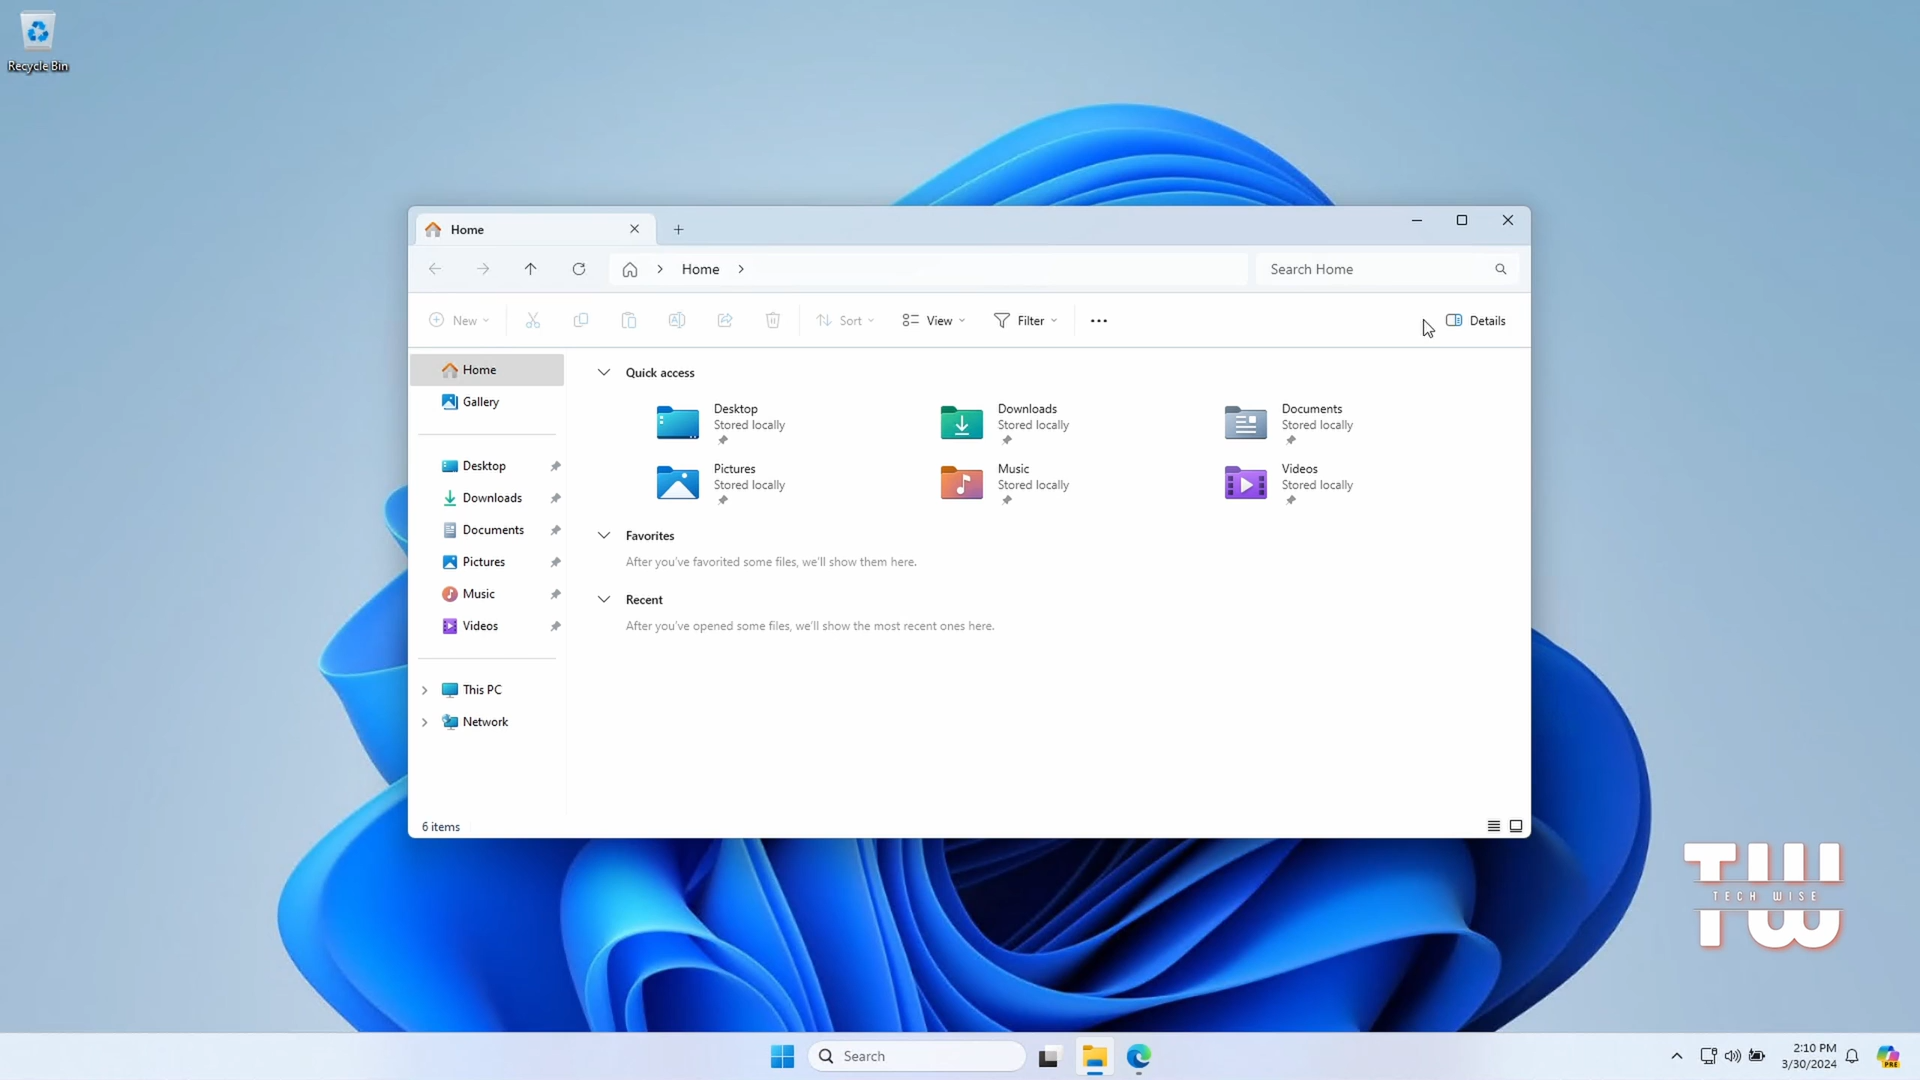 Recycle Bin
Home
Home
Search Home
New
Sort
View
Filter
Details
Home
Gallery
Desktop
Downloads
Documents
Pictures
Music
Videos
This PC
Network
Quick access
Desktop
Stored locally
Downloads
Stored locally
Documents
Stored locally
Pictures
Stored locally
Music
Stored locally
Videos
Stored locally
Favorites
After you've favorited some files, we'll show them here.
Recent
After you've opened some files, we'll show the most recent ones here.
6 items
TW
TECH WISE
Search
2:10 PM
3/30/2024
PRE